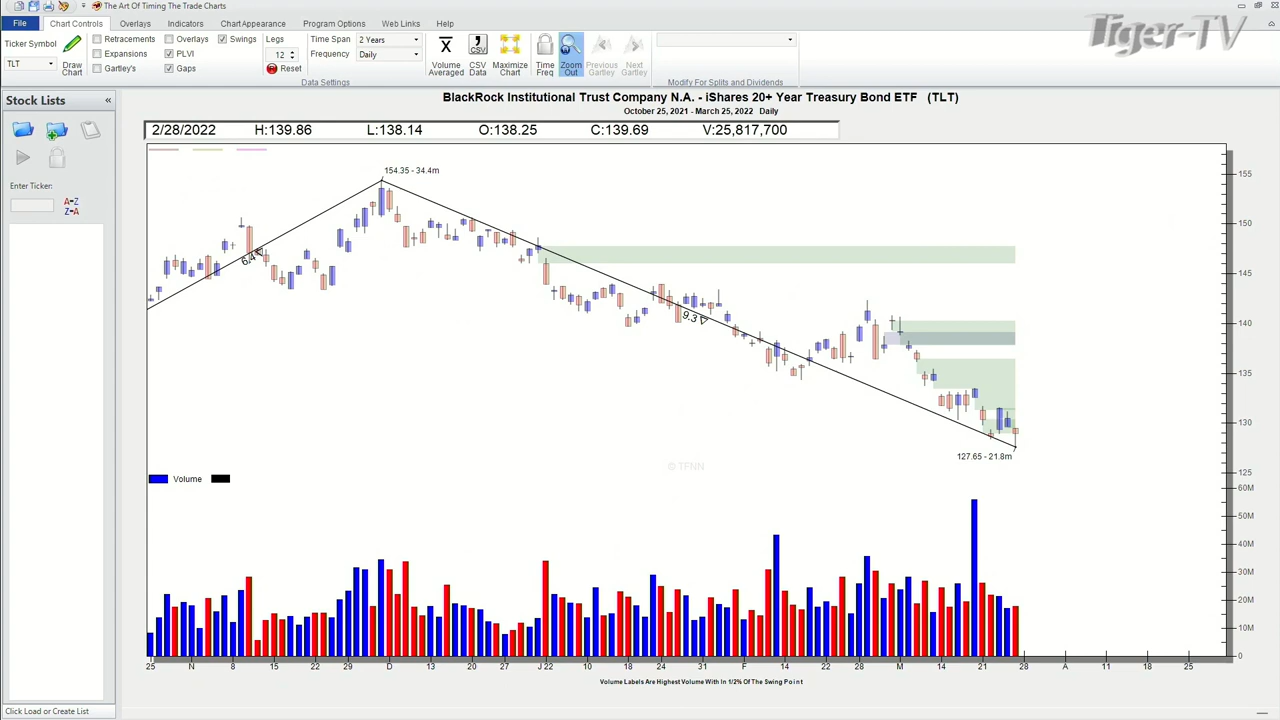 The Art Of Timing The Trade Charts
File Chart Controls Overlays Indicators Chart Appearance Program Options Web Links Help
Tiger-TV
Ticker Symbol
TLT
Draw Chart
Retracements Overlays Swings
Expansions PLVI
Gartley's Gaps
Legs
12
Reset
Time Span 2 Years
Frequency Daily
Data Settings
Volume Averaged
CSV Data
Maximize Chart
Time Freq
Zoom Out
Previous Gartley
Next Gartley
Modify For Splits and Dividends
Stock Lists «
Enter Ticker:
A-Z
Z-A
Click Load or Create List
BlackRock Institutional Trust Company N.A. - iShares 20+ Year Treasury Bond ETF (TLT)
October 25, 2021 - March 25, 2022 Daily
2/28/2022 H:139.86 L:138.14 O:138.25 C:139.69 V:25,817,700
154.35 - 34.4m
6.4
9.3
127.65 - 21.8m
© TFNN
155
150
145
140
135
130
125
Volume
60M
50M
40M
30M
20M
10M
0
25 N 8 15 22 29 D 13 20 27 J 22 10 18 24 31 F 14 22 28 M 14 21 28 A 11 18 25
Volume Labels Are Highest Volume With In 1/2% Of The Swing Point